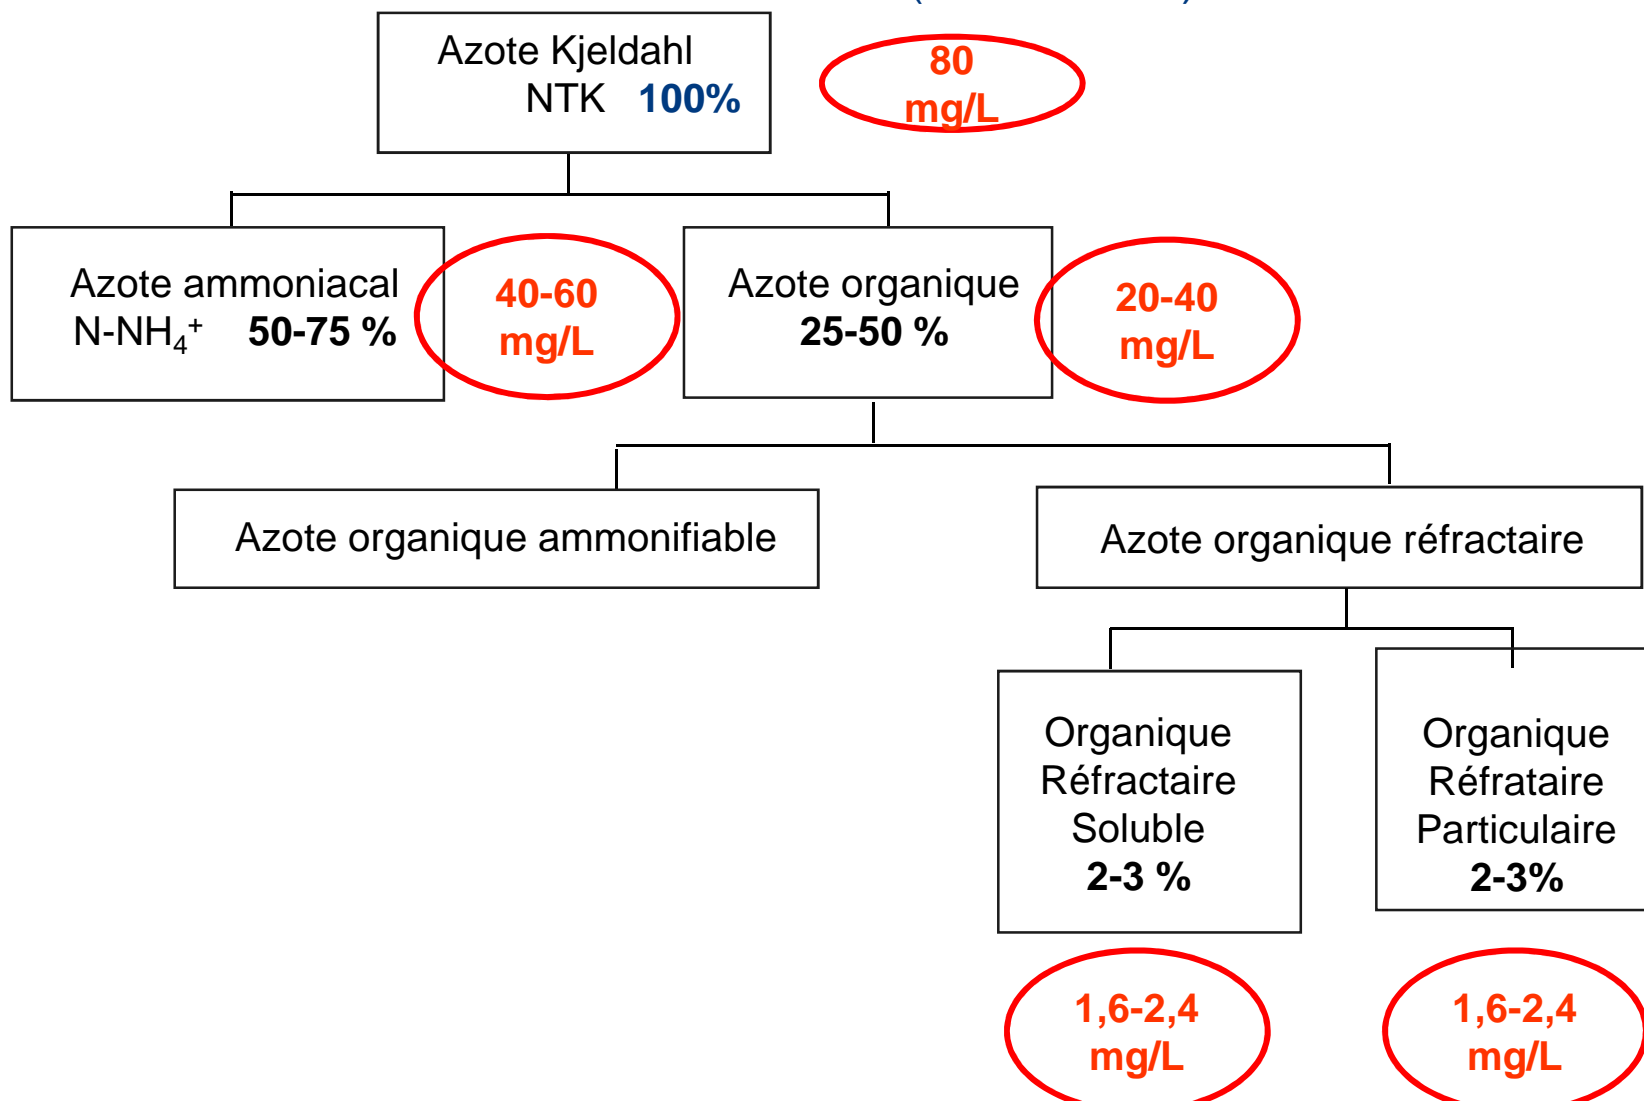 Azote Kjeldahl
NTK 100%
80
mg/L
Azote ammoniacal
N-NH₄⁺ 50-75 %
40-60
mg/L
Azote organique
25-50 %
20-40
mg/L
Azote organique ammonifiable
Azote organique réfractaire
Organique
Réfractaire
Soluble
2-3 %
Organique
Réfrataire
Particulaire
2-3%
1,6-2,4
mg/L
1,6-2,4
mg/L